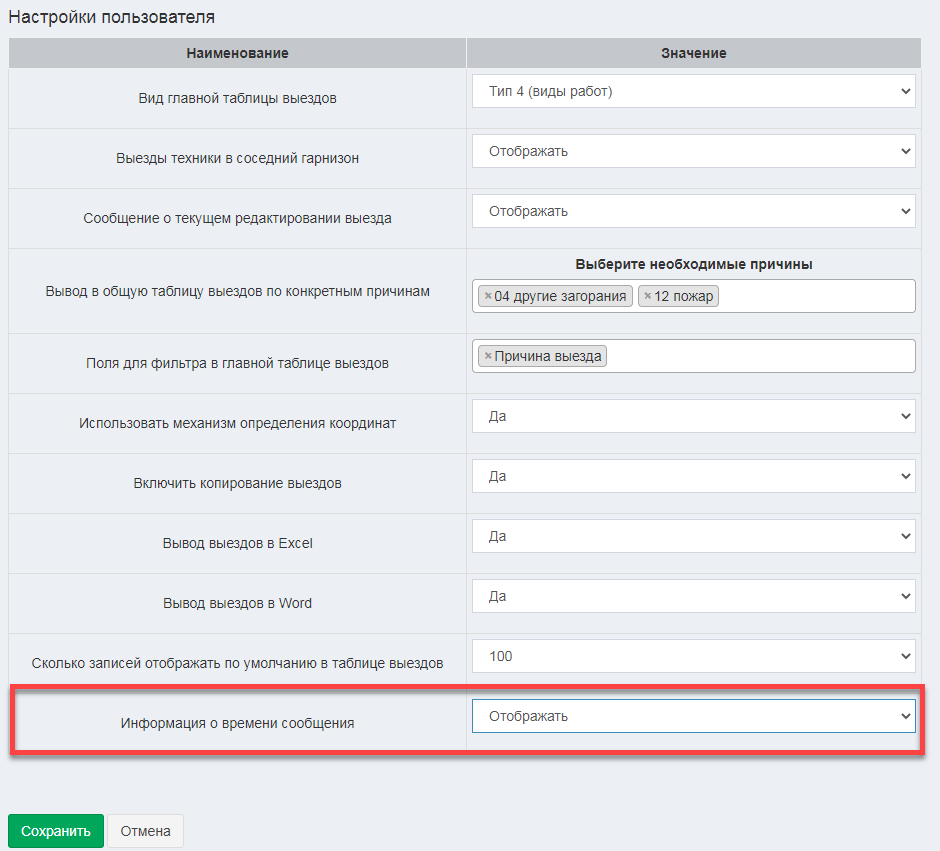 Настройки пользователя
Наименование Значение
Вид главной таблицы выездов Тип 4 (виды работ)
Выезды техники в соседний гарнизон Отображать
Сообщение о текущем редактировании выезда Отображать
Выберите необходимые причины
Вывод в общую таблицу выездов по конкретным причинам ×04 другие загорания ×12 пожар
Поля для фильтра в главной таблице выездов ×Причина выезда
Использовать механизм определения координат Да
Включить копирование выездов Да
Вывод выездов в Excel Да
Вывод выездов в Word Да
Сколько записей отображать по умолчанию в таблице выездов 100
Информация о времени сообщения Отображать
Сохранить Отмена